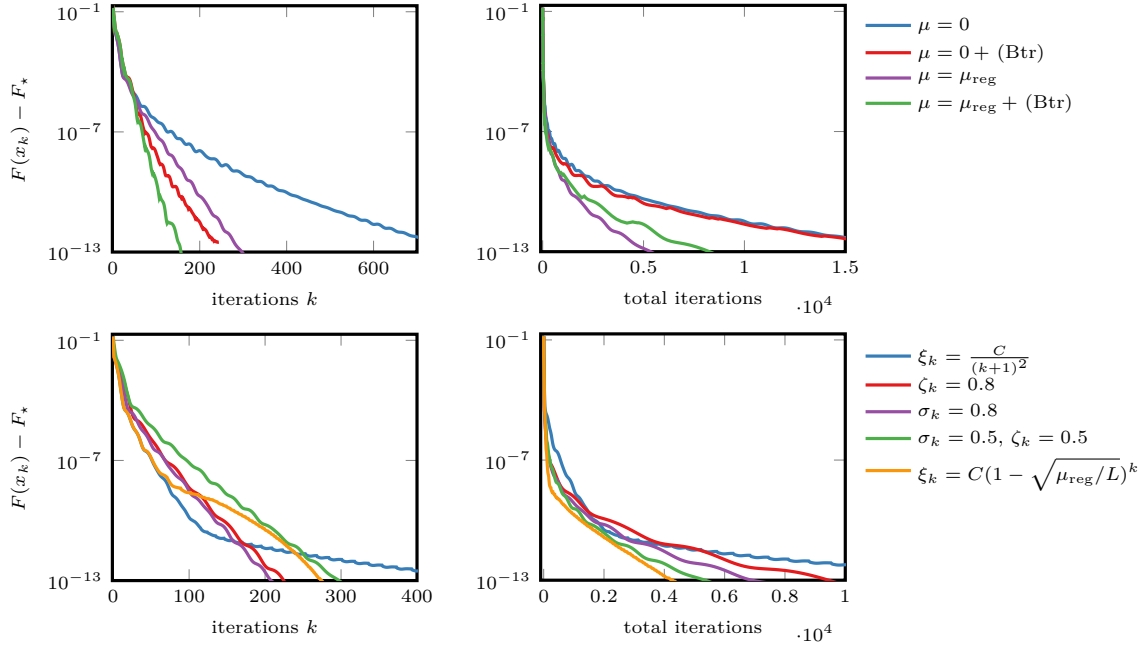 10^{-1}
10^{-7}
10^{-13}
F(x_k) − F_⋆
0 200 400 600
iterations k
10^{-1}
10^{-7}
10^{-13}
0 0.5 1 1.5
total iterations
·10^4
μ = 0
μ = 0 + (Btr)
μ = μ_reg
μ = μ_reg + (Btr)
10^{-1}
10^{-7}
10^{-13}
F(x_k) − F_⋆
0 100 200 300 400
iterations k
10^{-1}
10^{-7}
10^{-13}
0 0.2 0.4 0.6 0.8 1
total iterations
·10^4
ξ_k = C/(k+1)^2
ζ_k = 0.8
σ_k = 0.8
σ_k = 0.5, ζ_k = 0.5
ξ_k = C(1 − √(μ_reg/L))^k